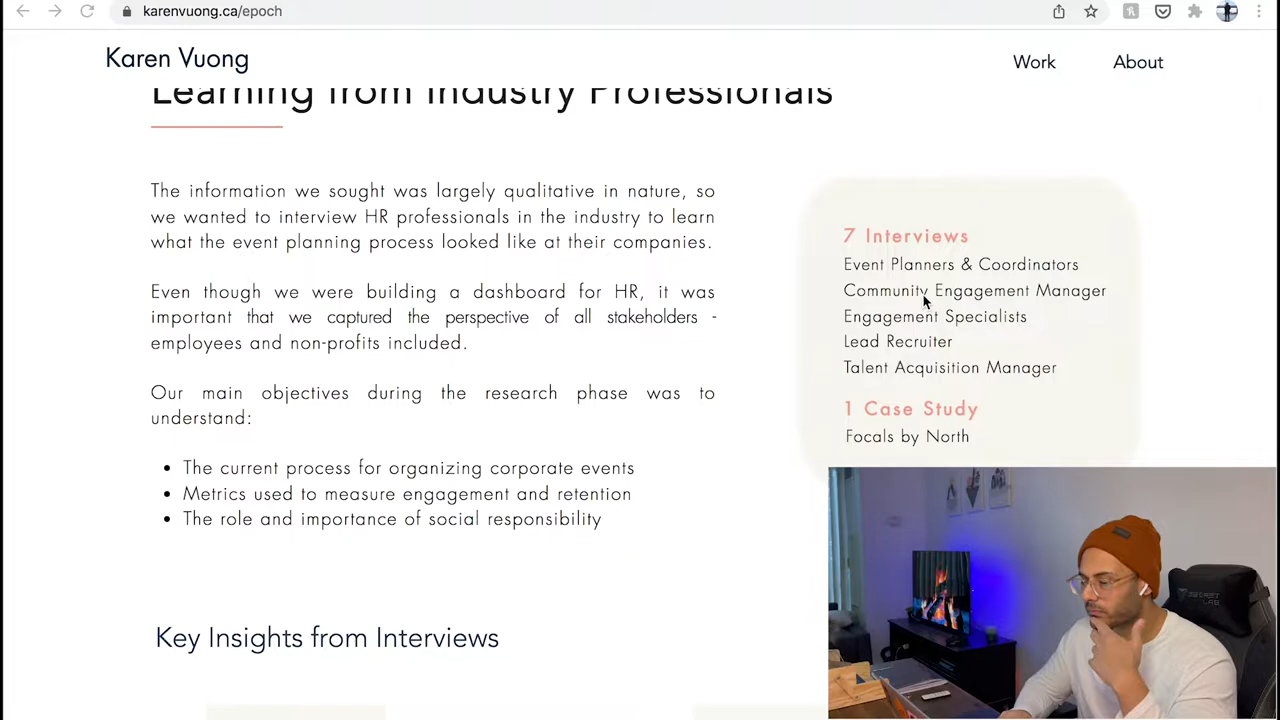 karenvuong.ca/epoch
Karen Vuong
Work
About
Learning from Industry Professionals
The information we sought was largely qualitative in nature, so
we wanted to interview HR professionals in the industry to learn
what the event planning process looked like at their companies.
Even though we were building a dashboard for HR, it was
important that we captured the perspective of all stakeholders -
employees and non-profits included.
Our main objectives during the research phase was to
understand:
• The current process for organizing corporate events
• Metrics used to measure engagement and retention
• The role and importance of social responsibility
7 Interviews
Event Planners & Coordinators
Community Engagement Manager
Engagement Specialists
Lead Recruiter
Talent Acquisition Manager
1 Case Study
Focals by North
Key Insights from Interviews
SECRET
LAB